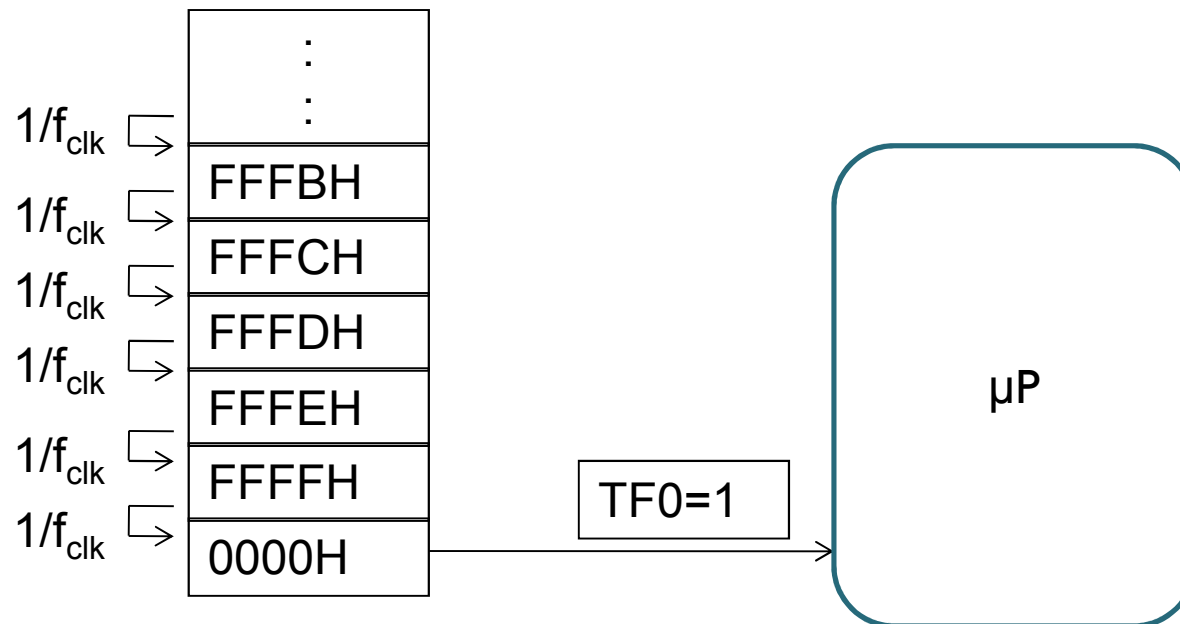 :
:
1/fclk
FFFBH
1/fclk
FFFCH
1/fclk
FFFDH
1/fclk
FFFEH
1/fclk
FFFFH
1/fclk
0000H
TF0=1
µP